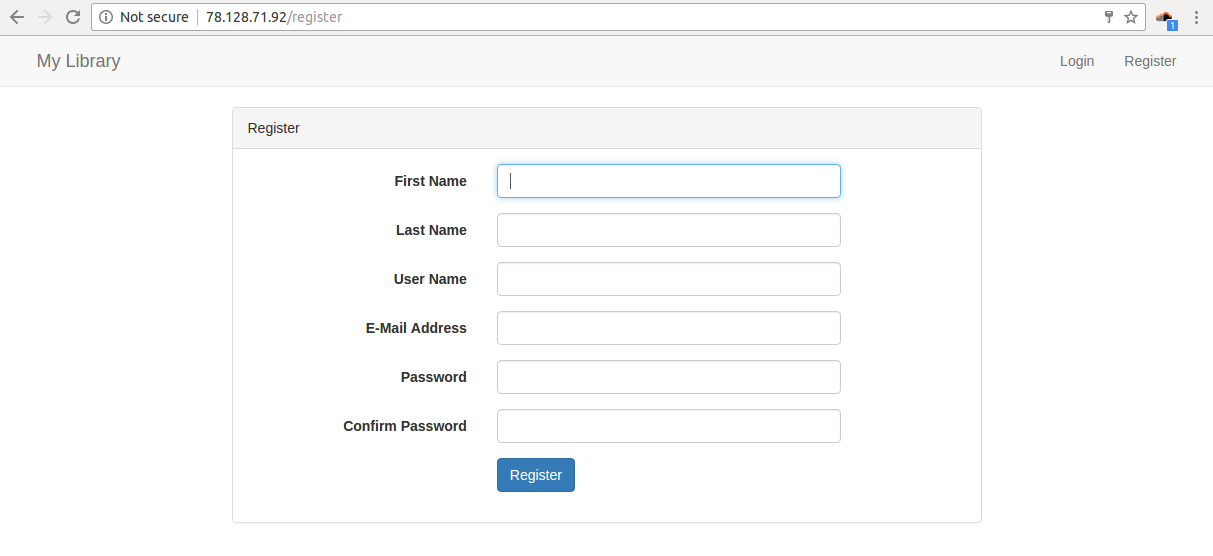 Not secure 78.128.71.92/register
1
My Library Login Register
Register
First Name
Last Name
User Name
E-Mail Address
Password
Confirm Password
Register